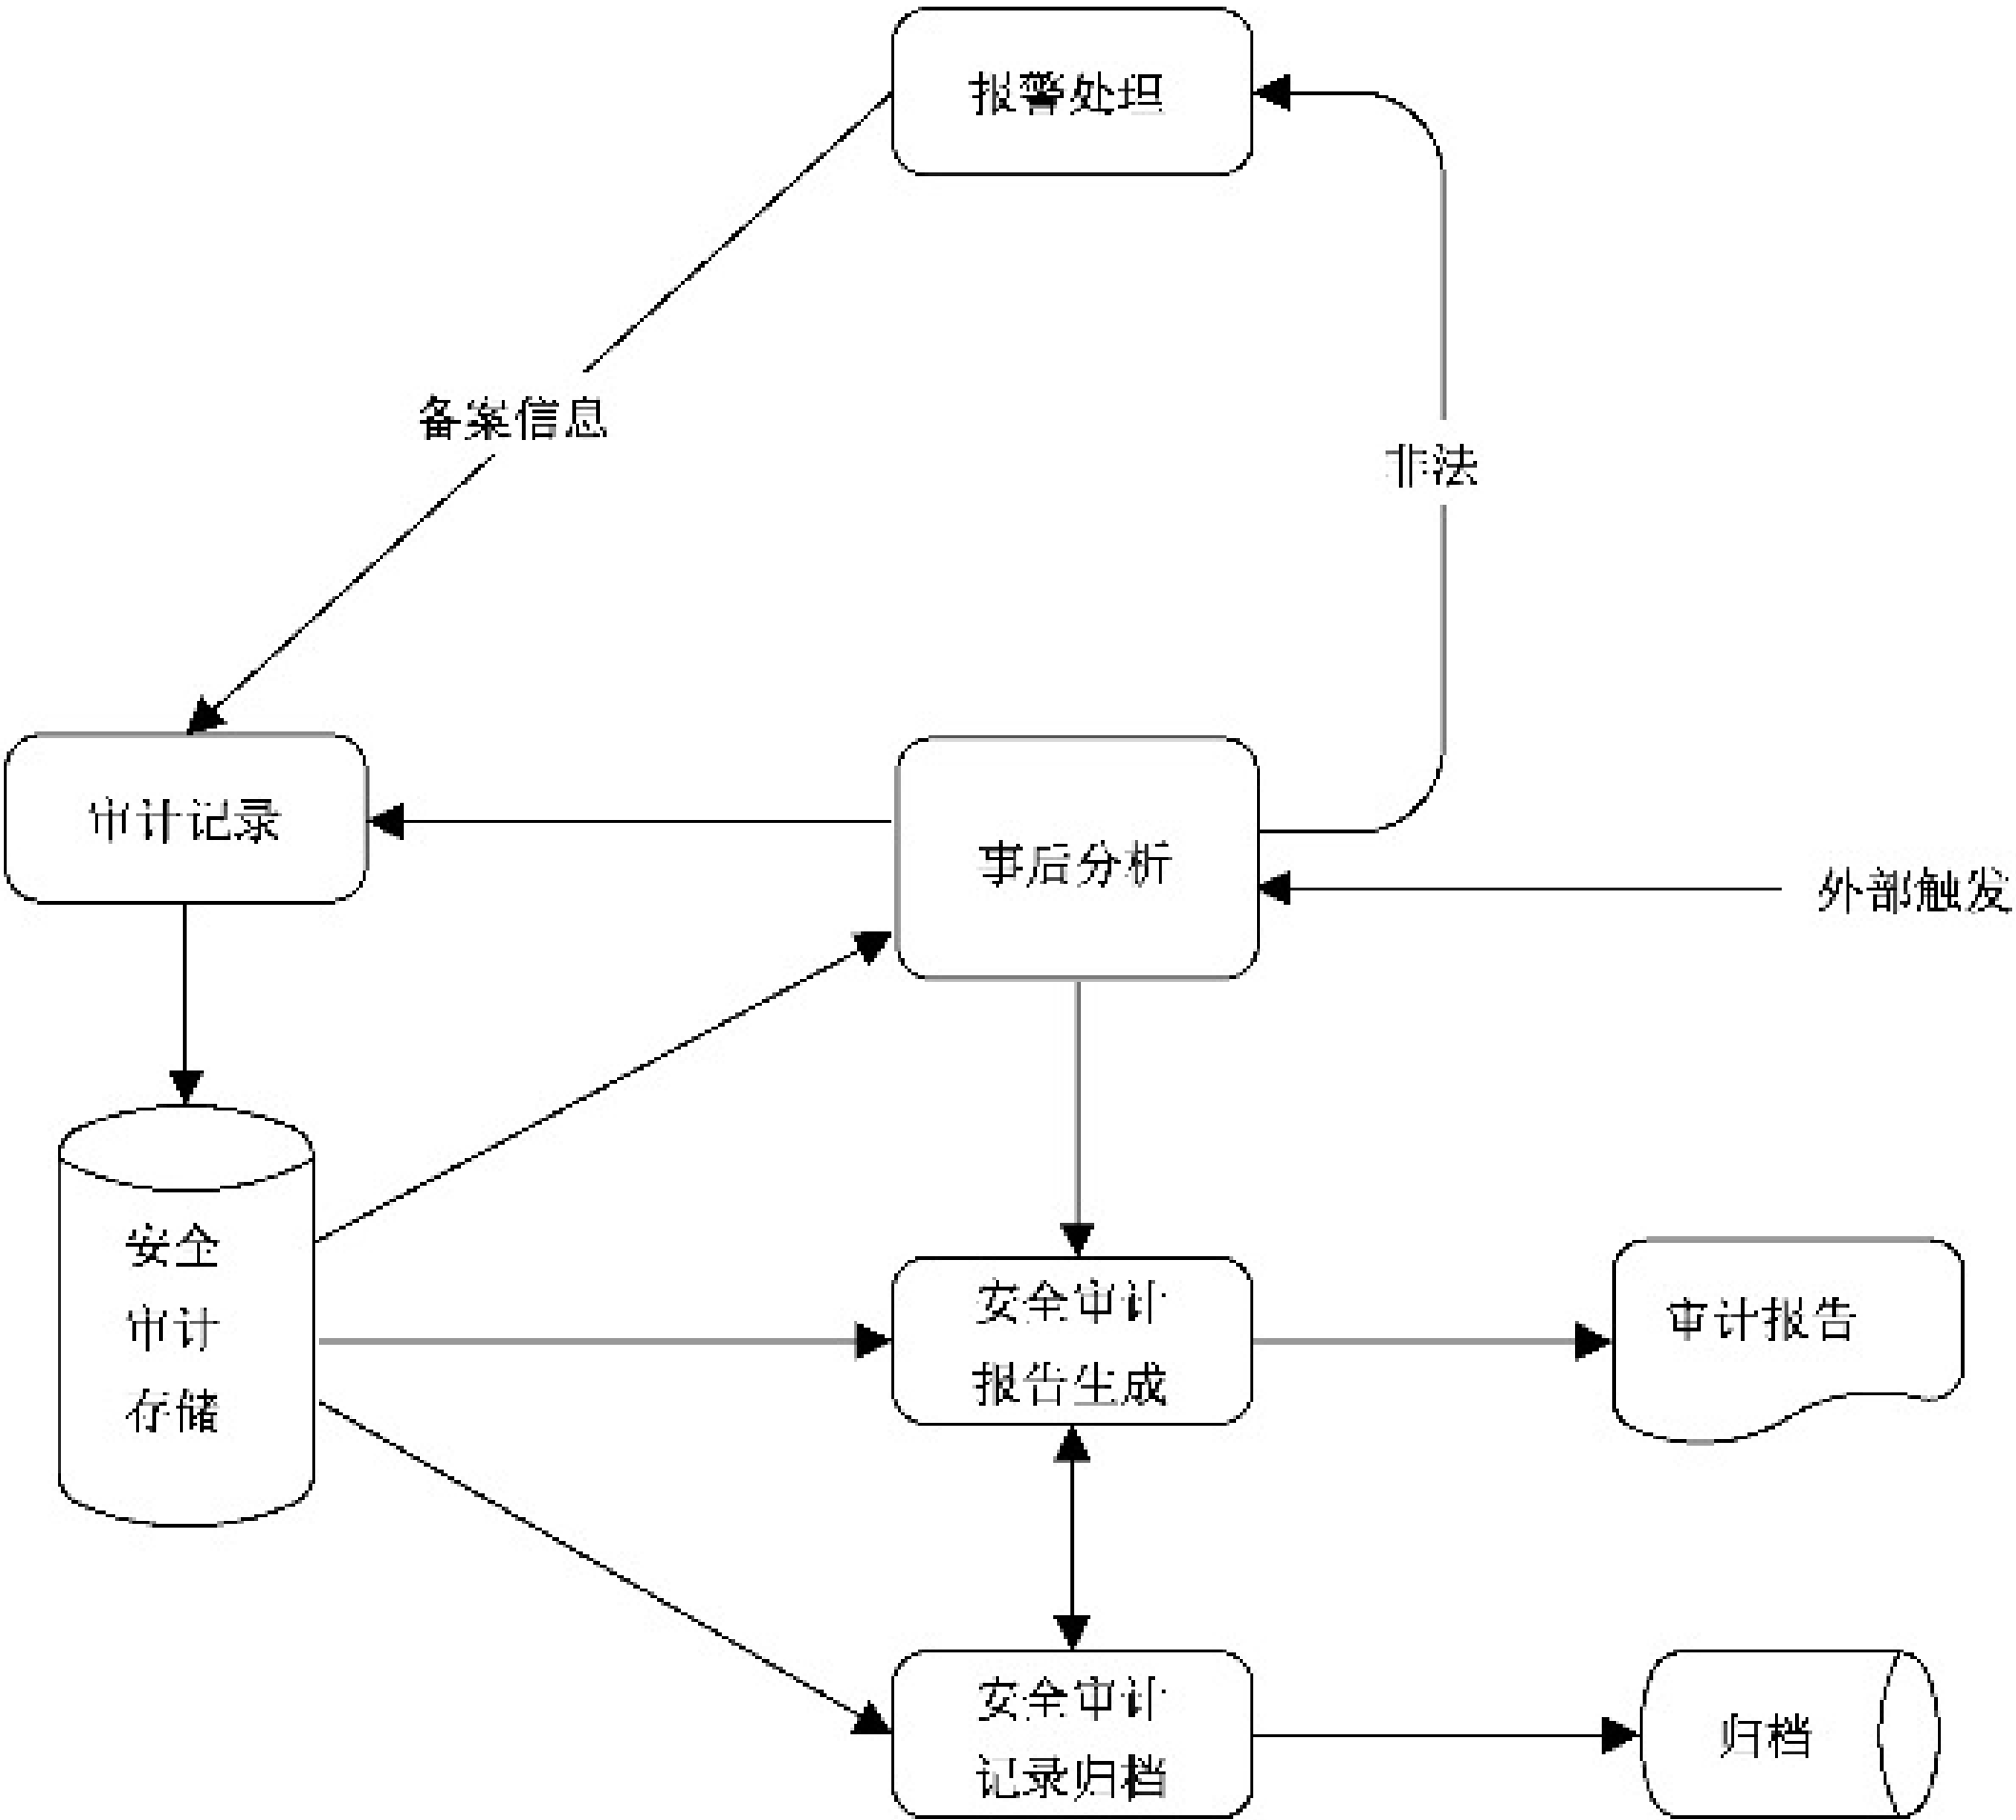 报警处理
备案信息
非法
审计记录
事后分析
外部触发
安全
审计
存储
安全审计
报告生成
审计报告
安全审计
记录归档
归档